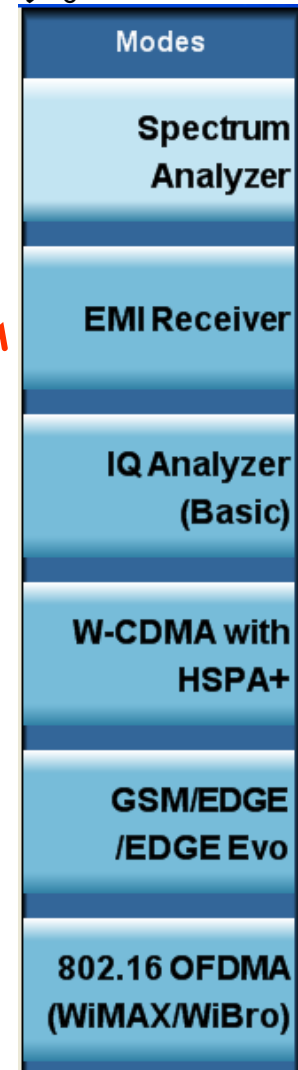 Modes
Spectrum
Analyzer
EMI Receiver
IQ Analyzer
(Basic)
W-CDMA with
HSPA+
GSM/EDGE
/EDGE Evo
802.16 OFDMA
(WiMAX/WiBro)